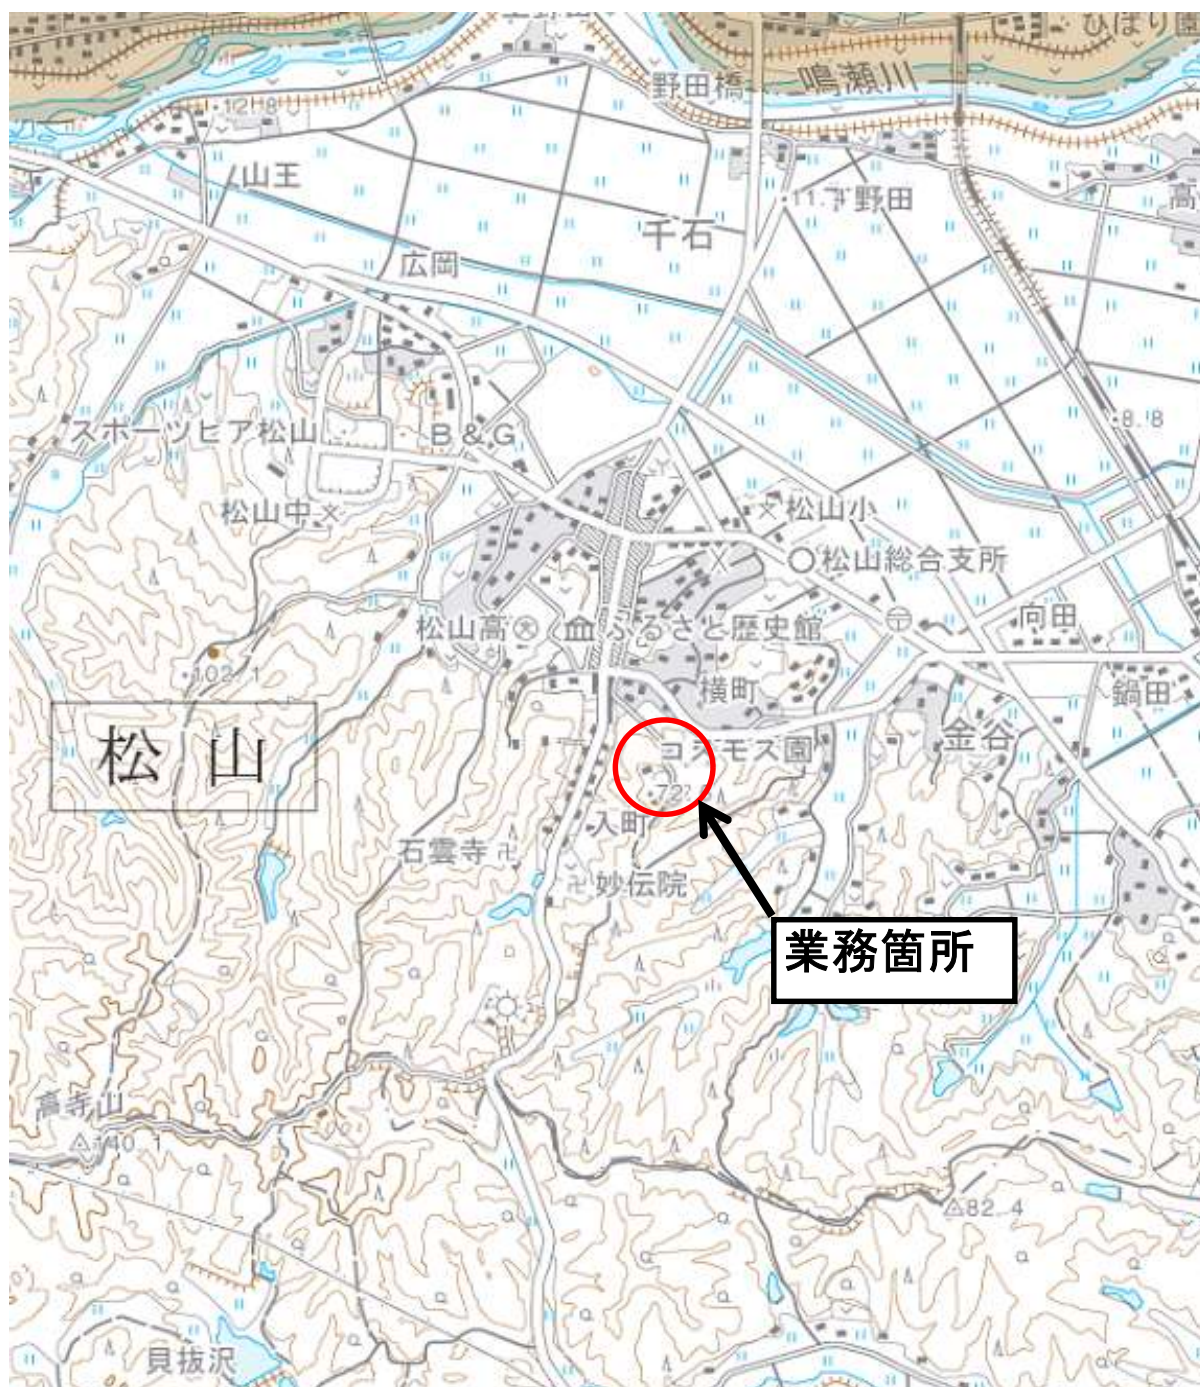 ひばり園
野田橋
鳴瀬川
12.8
山王
下野田
千石
広岡
8.8
スポーツピア松山
B&G
松山中
松山小
松山総合支所
松山高
ふるさと歴史館
向田
102.1
横町
鍋田
松山
コスモス園
金谷
入町
石雲寺
妙伝院
業務箇所
高寺山
140.1
82.4
貝抜沢